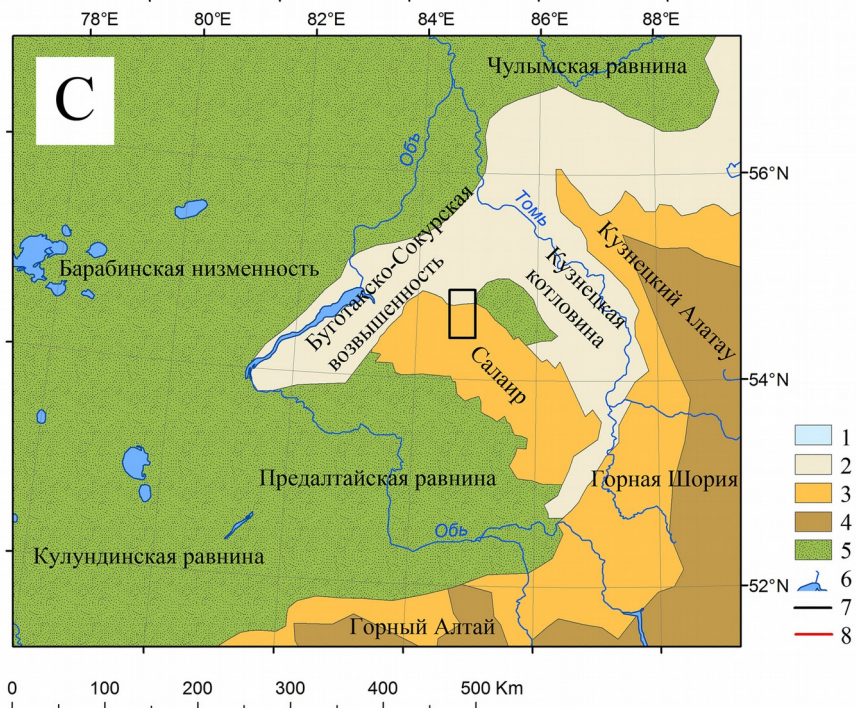 78°E 80°E 82°E 84°E 86°E 88°E
Чулымская равнина
C
Обь
56°N
Томь
Барабинская низменность
Буготакско-Сокурская
возвышенность
Кузнецкая
котловина
Кузнецкий Алатау
Салаир
54°N
1
2
3
4
5
6
7
8
Предалтайская равнина
Горная Шория
Обь
Кулундинская равнина
52°N
Горный Алтай
0 100 200 300 400 500 Km